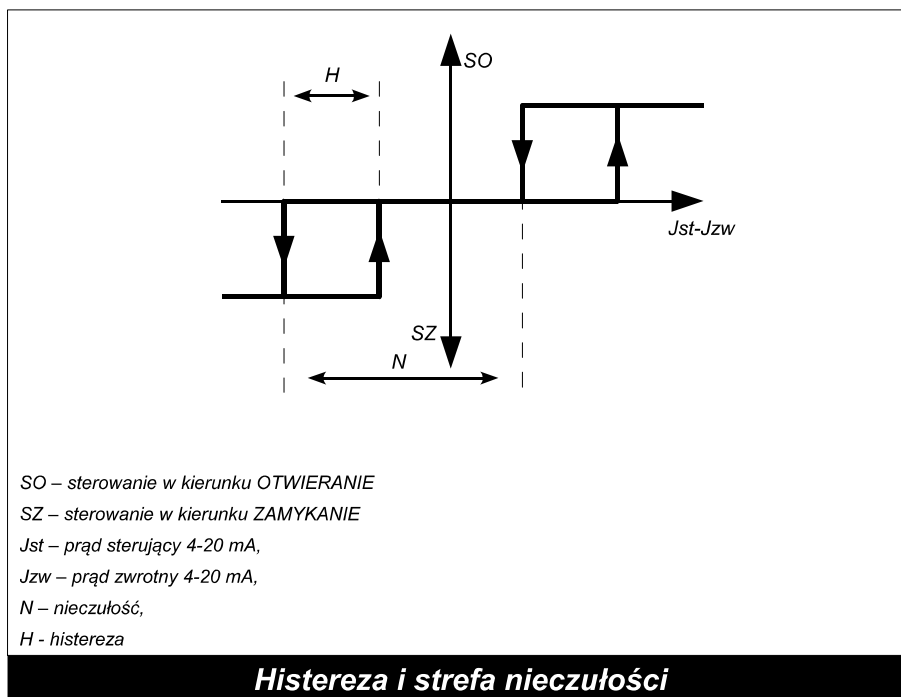 H
SO
Jst-Jzw
SZ
N
SO – sterowanie w kierunku OTWIERANIE
SZ – sterowanie w kierunku ZAMYKANIE
Jst – prąd sterujący 4-20 mA,
Jzw – prąd zwrotny 4-20 mA,
N – nieczułość,
H - histereza
Histereza i strefa nieczułości